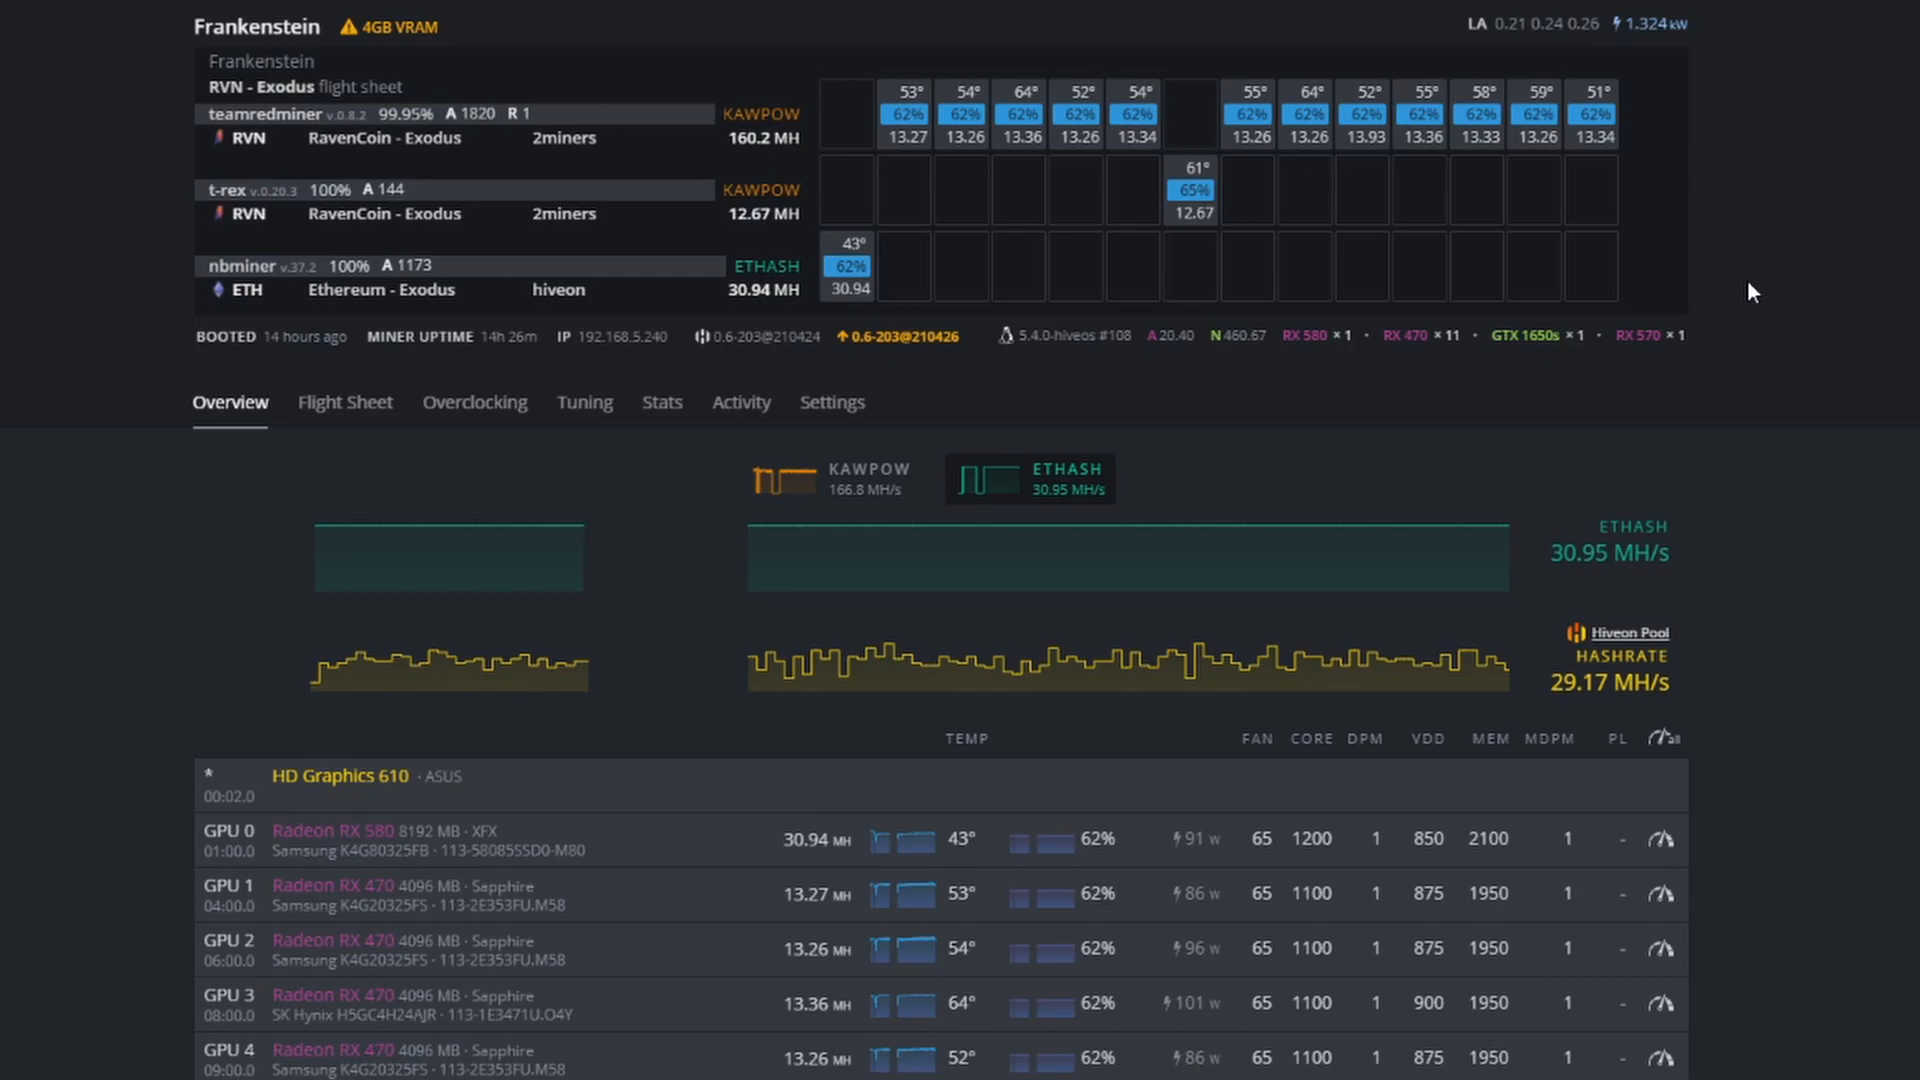 Frankenstein 4GB VRAM LA 0.21 0.24 0.26 1.324 kW
Frankenstein
RVN - Exodus flight sheet
53° 54° 64° 52° 54° 55° 64° 52° 55° 58° 59° 51°
teamredminer v.0.8.2 99.95% A 1820 R 1 KAWPOW 62% 62% 62% 62% 62% 62% 62% 62% 62% 62% 62% 62%
RVN RavenCoin - Exodus 2miners 160.2 MH 13.27 13.26 13.36 13.26 13.34 13.26 13.26 13.93 13.36 13.33 13.26 13.34
61°
t-rex v.0.20.3 100% A 144 KAWPOW 65%
RVN RavenCoin - Exodus 2miners 12.67 MH 12.67
43°
nbminer v.37.2 100% A 1173 ETHASH 62%
ETH Ethereum - Exodus hiveon 30.94 MH 30.94
BOOTED 14 hours ago MINER UPTIME 14h 26m IP 192.168.5.240 0.6-203@210424 0.6-203@210426 5.4.0-hiveos #108 A 20.40 N 460.67 RX 580 × 1 · RX 470 × 11 · GTX 1650s × 1 · RX 570 × 1
Overview Flight Sheet Overclocking Tuning Stats Activity Settings
KAWPOW
166.8 MH/s
ETHASH
30.95 MH/s
ETHASH
30.95 MH/s
Hiveon Pool
HASHRATE
29.17 MH/s
TEMP FAN CORE DPM VDD MEM MDPM PL
* HD Graphics 610 · ASUS
00:02.0
GPU 0 Radeon RX 580 8192 MB · XFX 30.94 MH 43° 62% 91 W 65 1200 1 850 2100 1 -
01:00.0 Samsung K4G80325FB · 113-58085SSD0-M80
GPU 1 Radeon RX 470 4096 MB · Sapphire 13.27 MH 53° 62% 86 W 65 1100 1 875 1950 1 -
04:00.0 Samsung K4G20325FS · 113-2E353FU.M58
GPU 2 Radeon RX 470 4096 MB · Sapphire 13.26 MH 54° 62% 96 W 65 1100 1 875 1950 1 -
06:00.0 Samsung K4G20325FS · 113-2E353FU.M58
GPU 3 Radeon RX 470 4096 MB · Sapphire 13.36 MH 64° 62% 101 W 65 1100 1 900 1950 1 -
08:00.0 SK Hynix H5GC4H24AJR · 113-1E3471U.O4Y
GPU 4 Radeon RX 470 4096 MB · Sapphire 13.26 MH 52° 62% 86 W 65 1100 1 875 1950 1 -
09:00.0 Samsung K4G20325FS · 113-2E353FU.M58